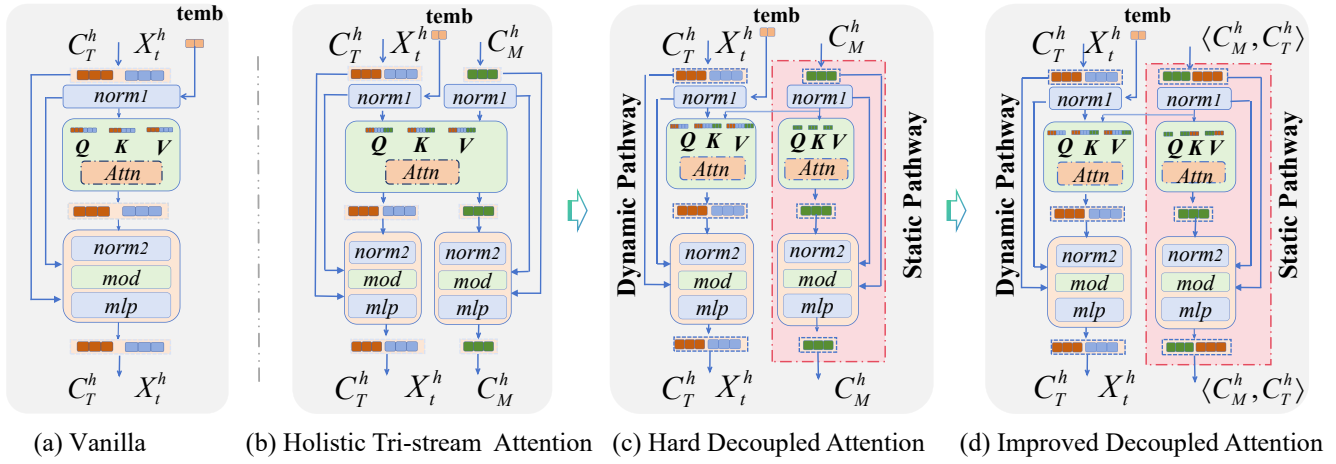 temb
C_T^h X_t^h
norm1
Q K V
Attn
norm2
mod
mlp
C_T^h X_t^h
(a) Vanilla
temb
C_T^h X_t^h C_M^h
norm1 norm1
Q K V
Attn
norm2 norm2
mod mod
mlp mlp
C_T^h X_t^h C_M^h
(b) Holistic Tri-stream Attention
temb
C_T^h X_t^h C_M^h
Dynamic Pathway
norm1 norm1
Q K V Q K V
Attn Attn
norm2 norm2
mod mod
mlp mlp
Static Pathway
C_T^h X_t^h C_M^h
(c) Hard Decoupled Attention
temb
C_T^h X_t^h ⟨C_M^h, C_T^h⟩
Dynamic Pathway
norm1 norm1
Q K V Q K V
Attn Attn
norm2 norm2
mod mod
mlp mlp
Static Pathway
C_T^h X_t^h ⟨C_M^h, C_T^h⟩
(d) Improved Decoupled Attention